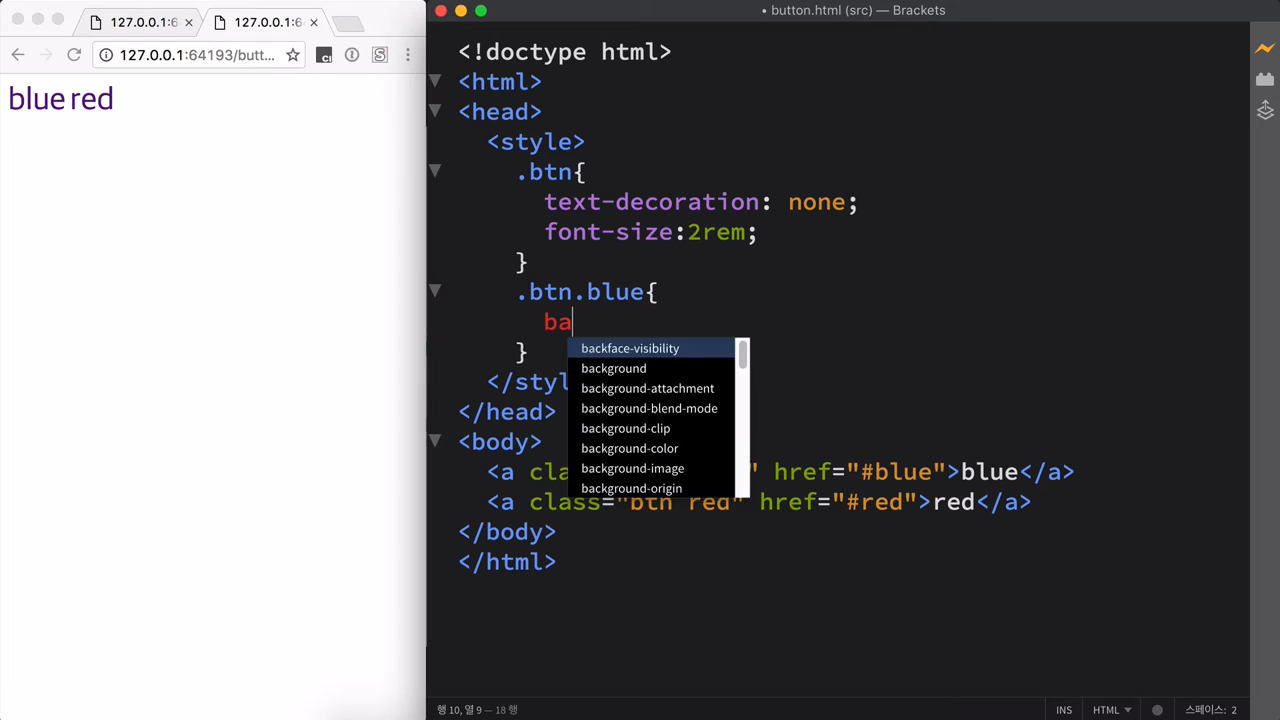 127.0.0.1:6
127.0.0.1:6
• button.html (src) — Brackets
127.0.0.1:64193/butt...
blue red
<!doctype html>
<html>
<head>
<style>
.btn{
text-decoration: none;
font-size:2rem;
}
.btn.blue{
ba
}
backface-visibility
background
background-attachment
background-blend-mode
background-clip
background-color
background-image
background-origin
</styl
</head>
<body>
<a cl " href="#blue">blue</a>
<a class="btn red" href="#red">red</a>
</body>
</html>
행 10, 열 9 — 18 행
INS
HTML
스페이스: 2